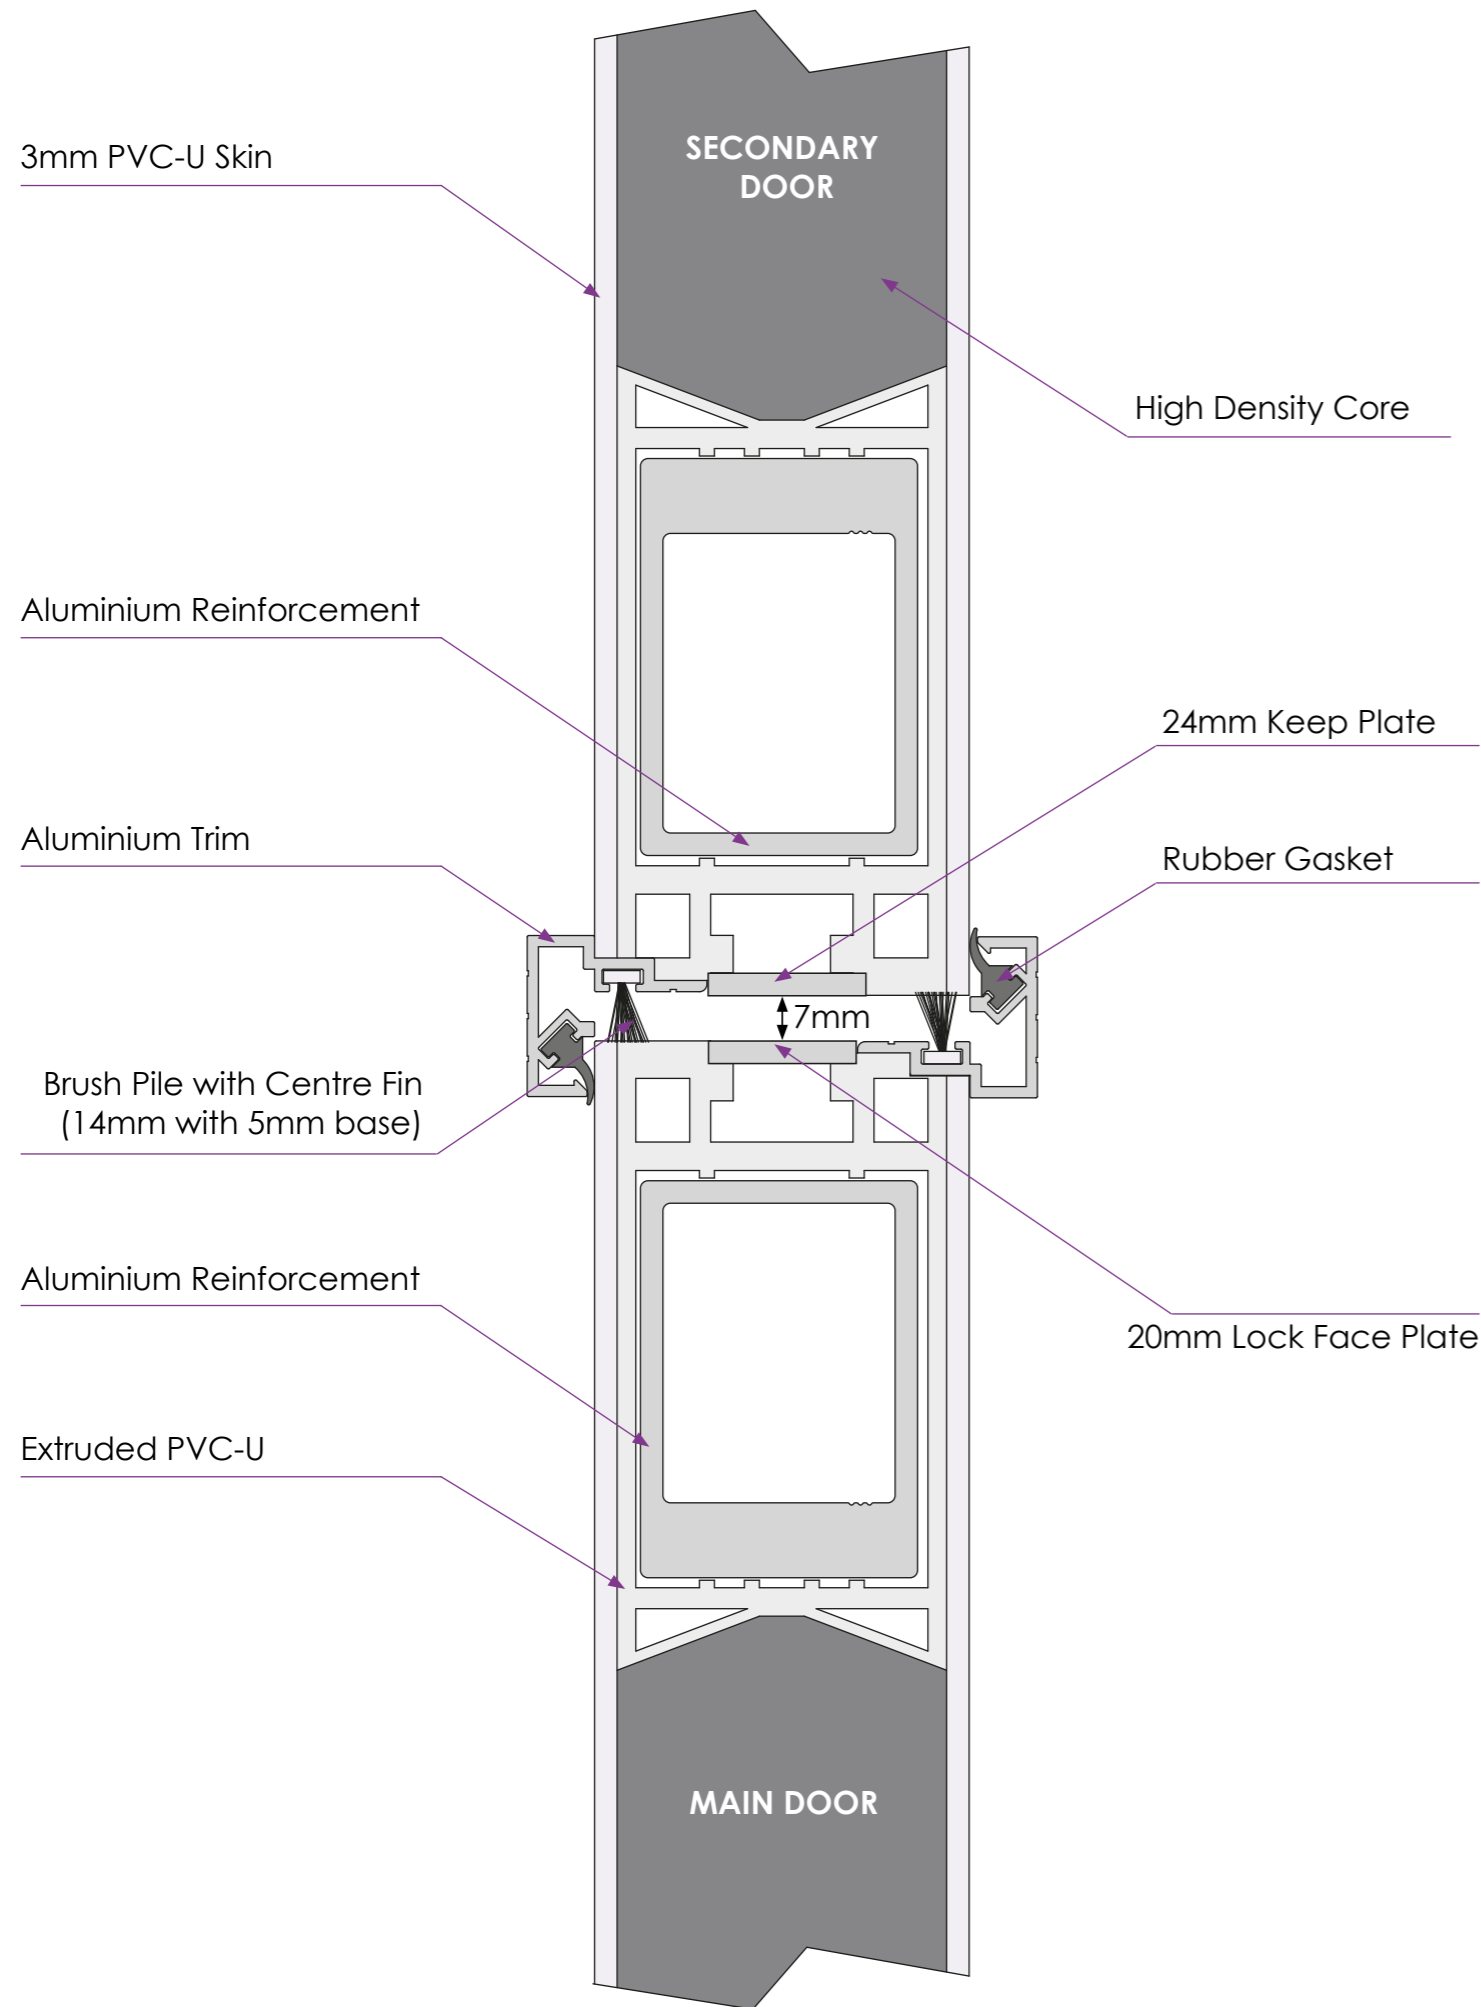 SECONDARY
DOOR
3mm PVC-U Skin
High Density Core
Aluminium Reinforcement
24mm Keep Plate
Aluminium Trim
Rubber Gasket
7mm
Brush Pile with Centre Fin
(14mm with 5mm base)
Aluminium Reinforcement
20mm Lock Face Plate
Extruded PVC-U
MAIN DOOR